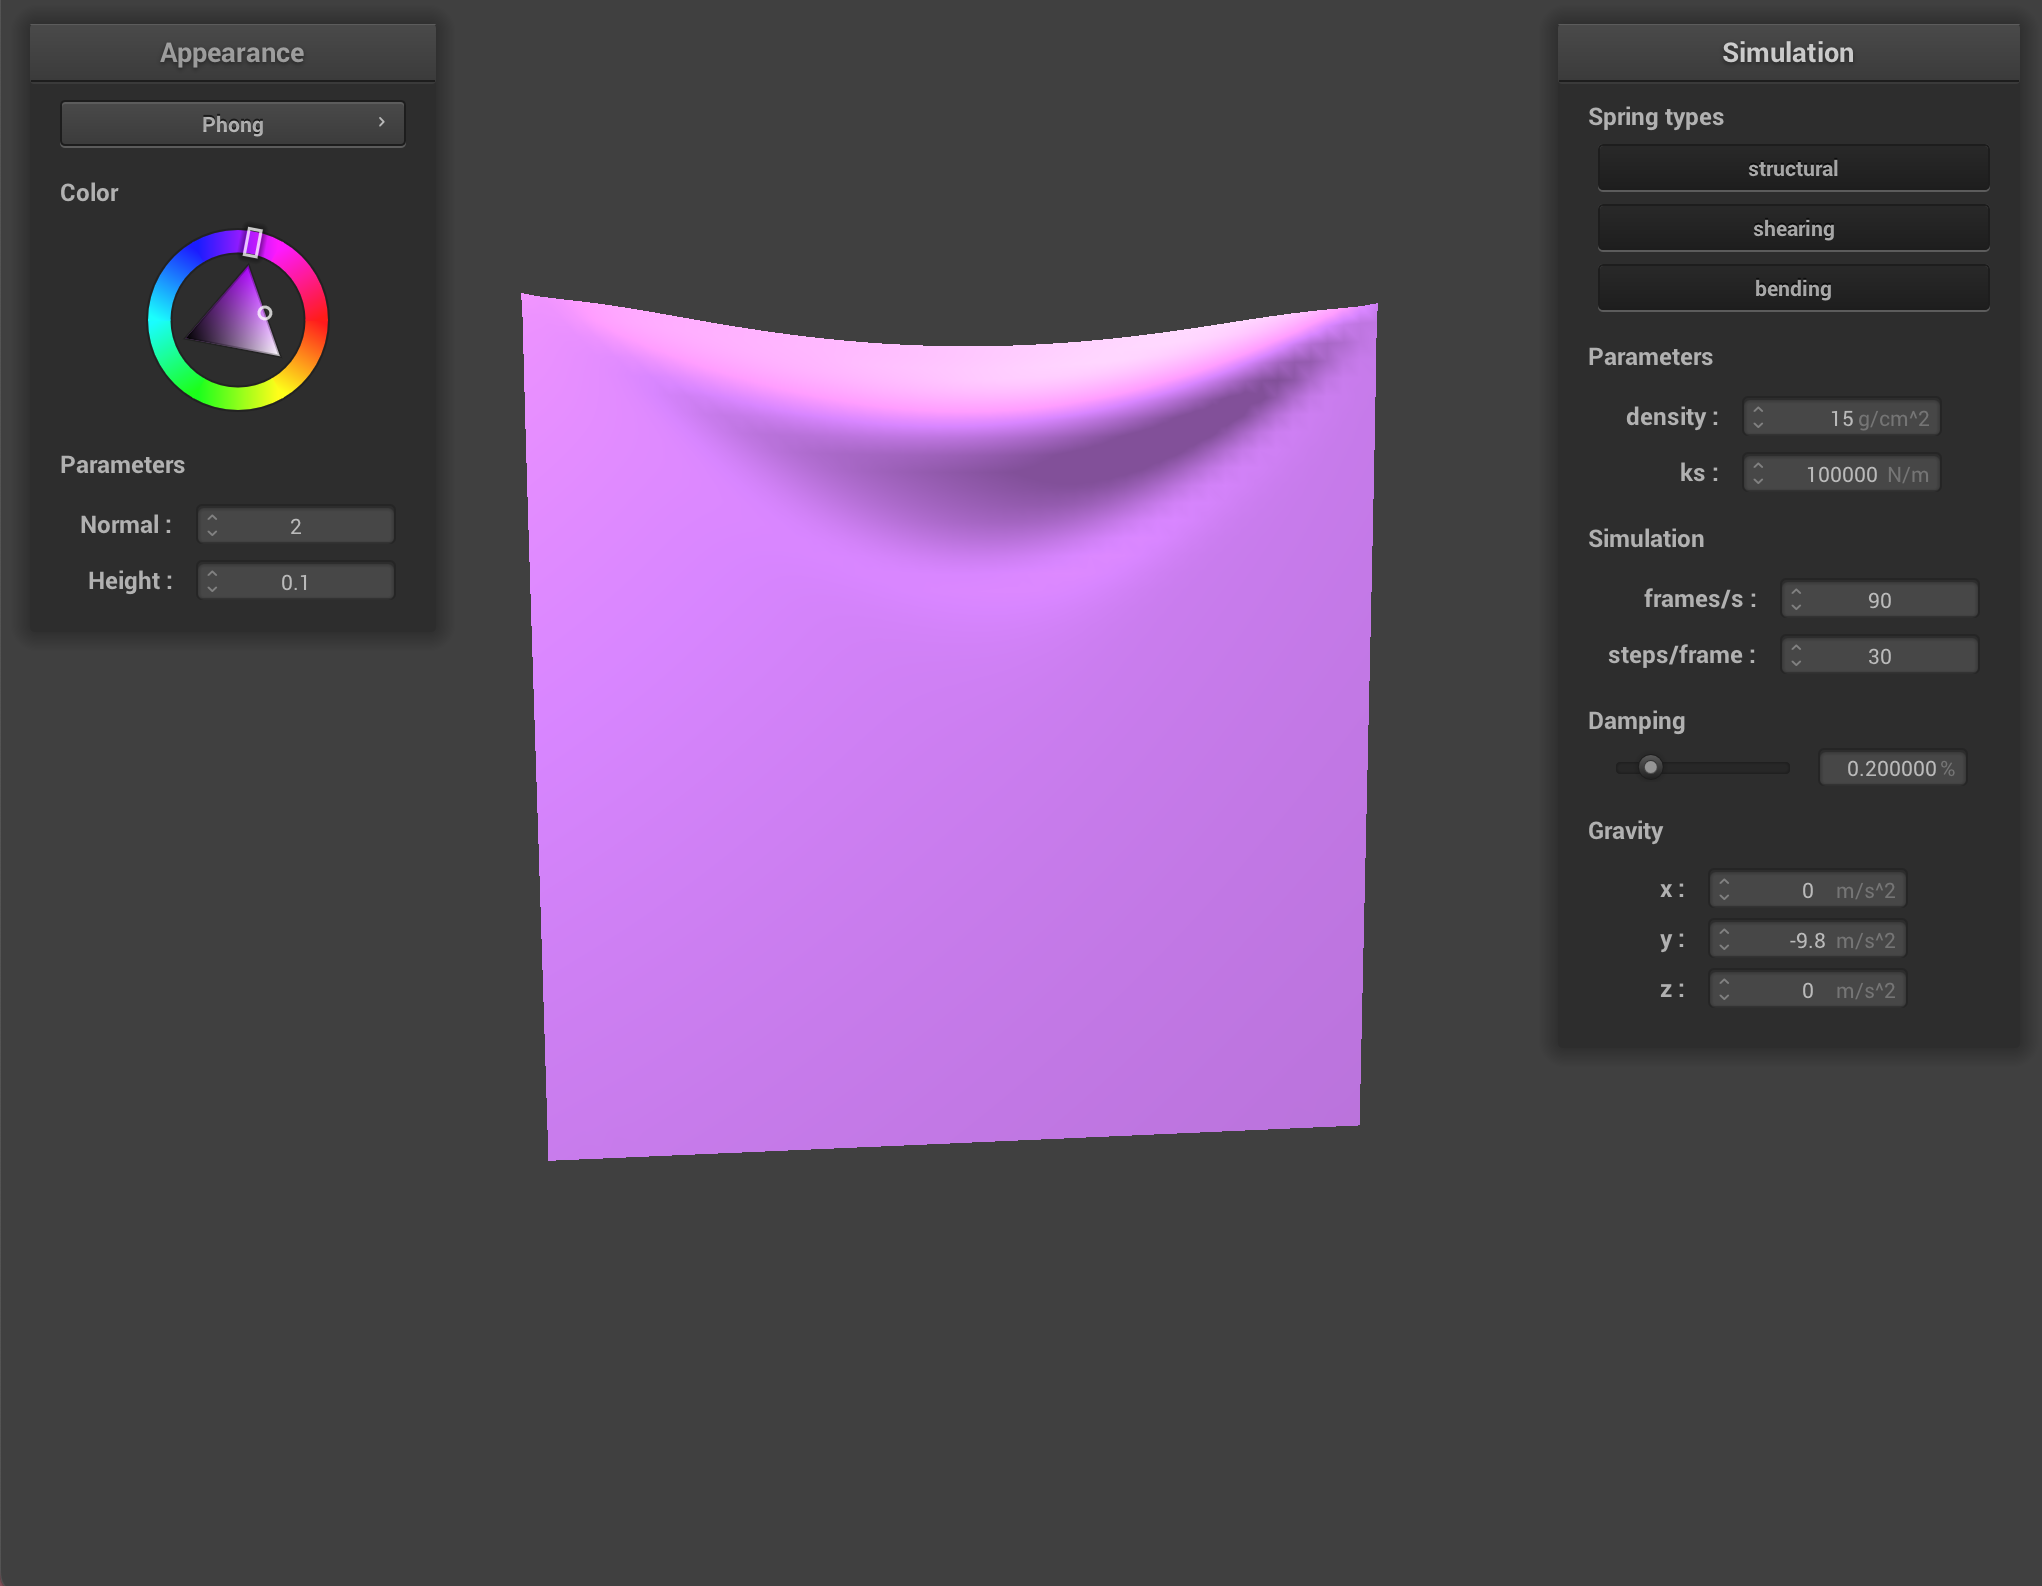 Appearance
Phong
Color
Parameters
Normal : 2
Height : 0.1
Simulation
Spring types
structural
shearing
bending
Parameters
density : 15 g/cm^2
ks : 100000 N/m
Simulation
frames/s : 90
steps/frame : 30
Damping
0.200000 %
Gravity
x : 0 m/s^2
y : -9.8 m/s^2
z : 0 m/s^2